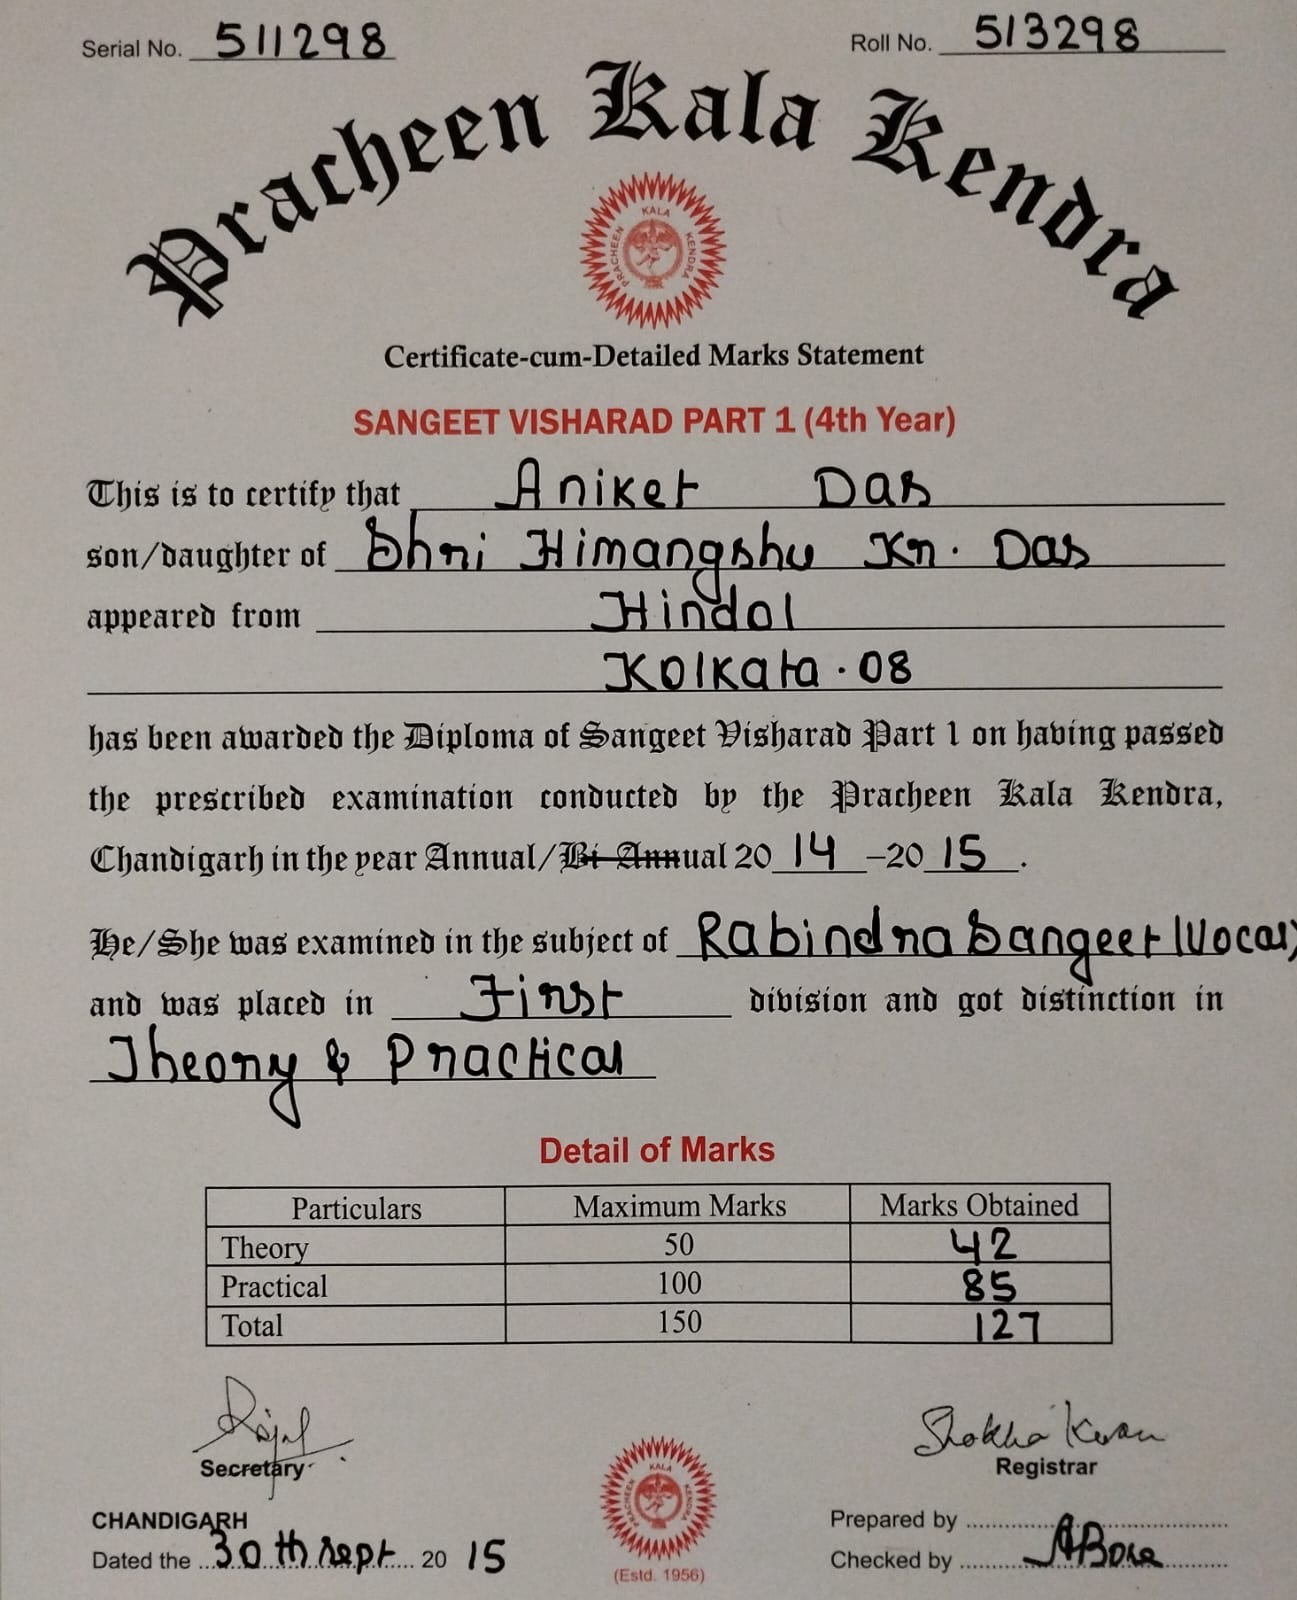 Serial No. 511298
Roll No. 513298
Pracheen Kala Kendra
PRACHEEN KALA KENDRA
Certificate-cum-Detailed Marks Statement
SANGEET VISHARAD PART 1 (4th Year)
This is to certify that Aniket Das
son/daughter of Shri Himangshu Kr. Das
appeared from Hindol
Kolkata. 08
has been awarded the Diploma of Sangeet Visharad Part 1 on having passed
the prescribed examination conducted by the Pracheen Kala Kendra,
Chandigarh in the year Annual/Bi Annual 20 14 -20 15 .
He/She was examined in the subject of Rabindra Sangeet (Vocal)
and was placed in First division and got distinction in
Theory & Practical
Detail of Marks
Particulars Maximum Marks Marks Obtained
Theory 50 42
Practical 100 85
Total 150 127
Secretary
Registrar
PRACHEEN KALA KENDRA
CHANDIGARH
Prepared by
Dated the 30th Sept 20 15
Checked by ABose
(Estd. 1956)